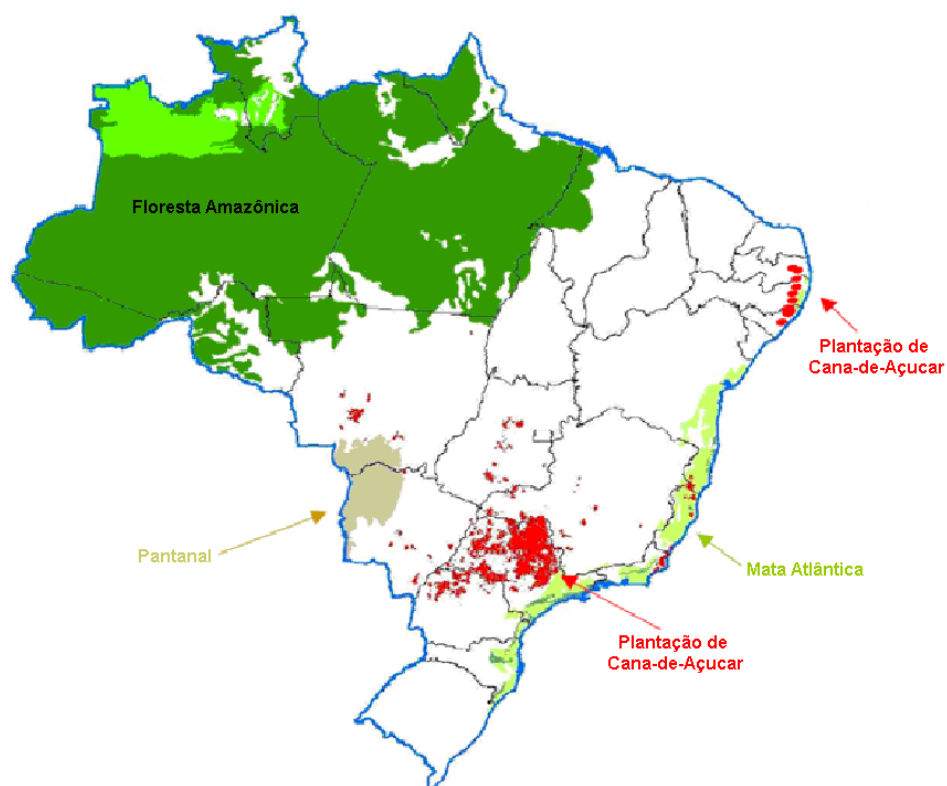 Floresta Amazônica
Plantação de
Cana-de-Açucar
Pantanal
Mata Atlântica
Plantação de
Cana-de-Açucar